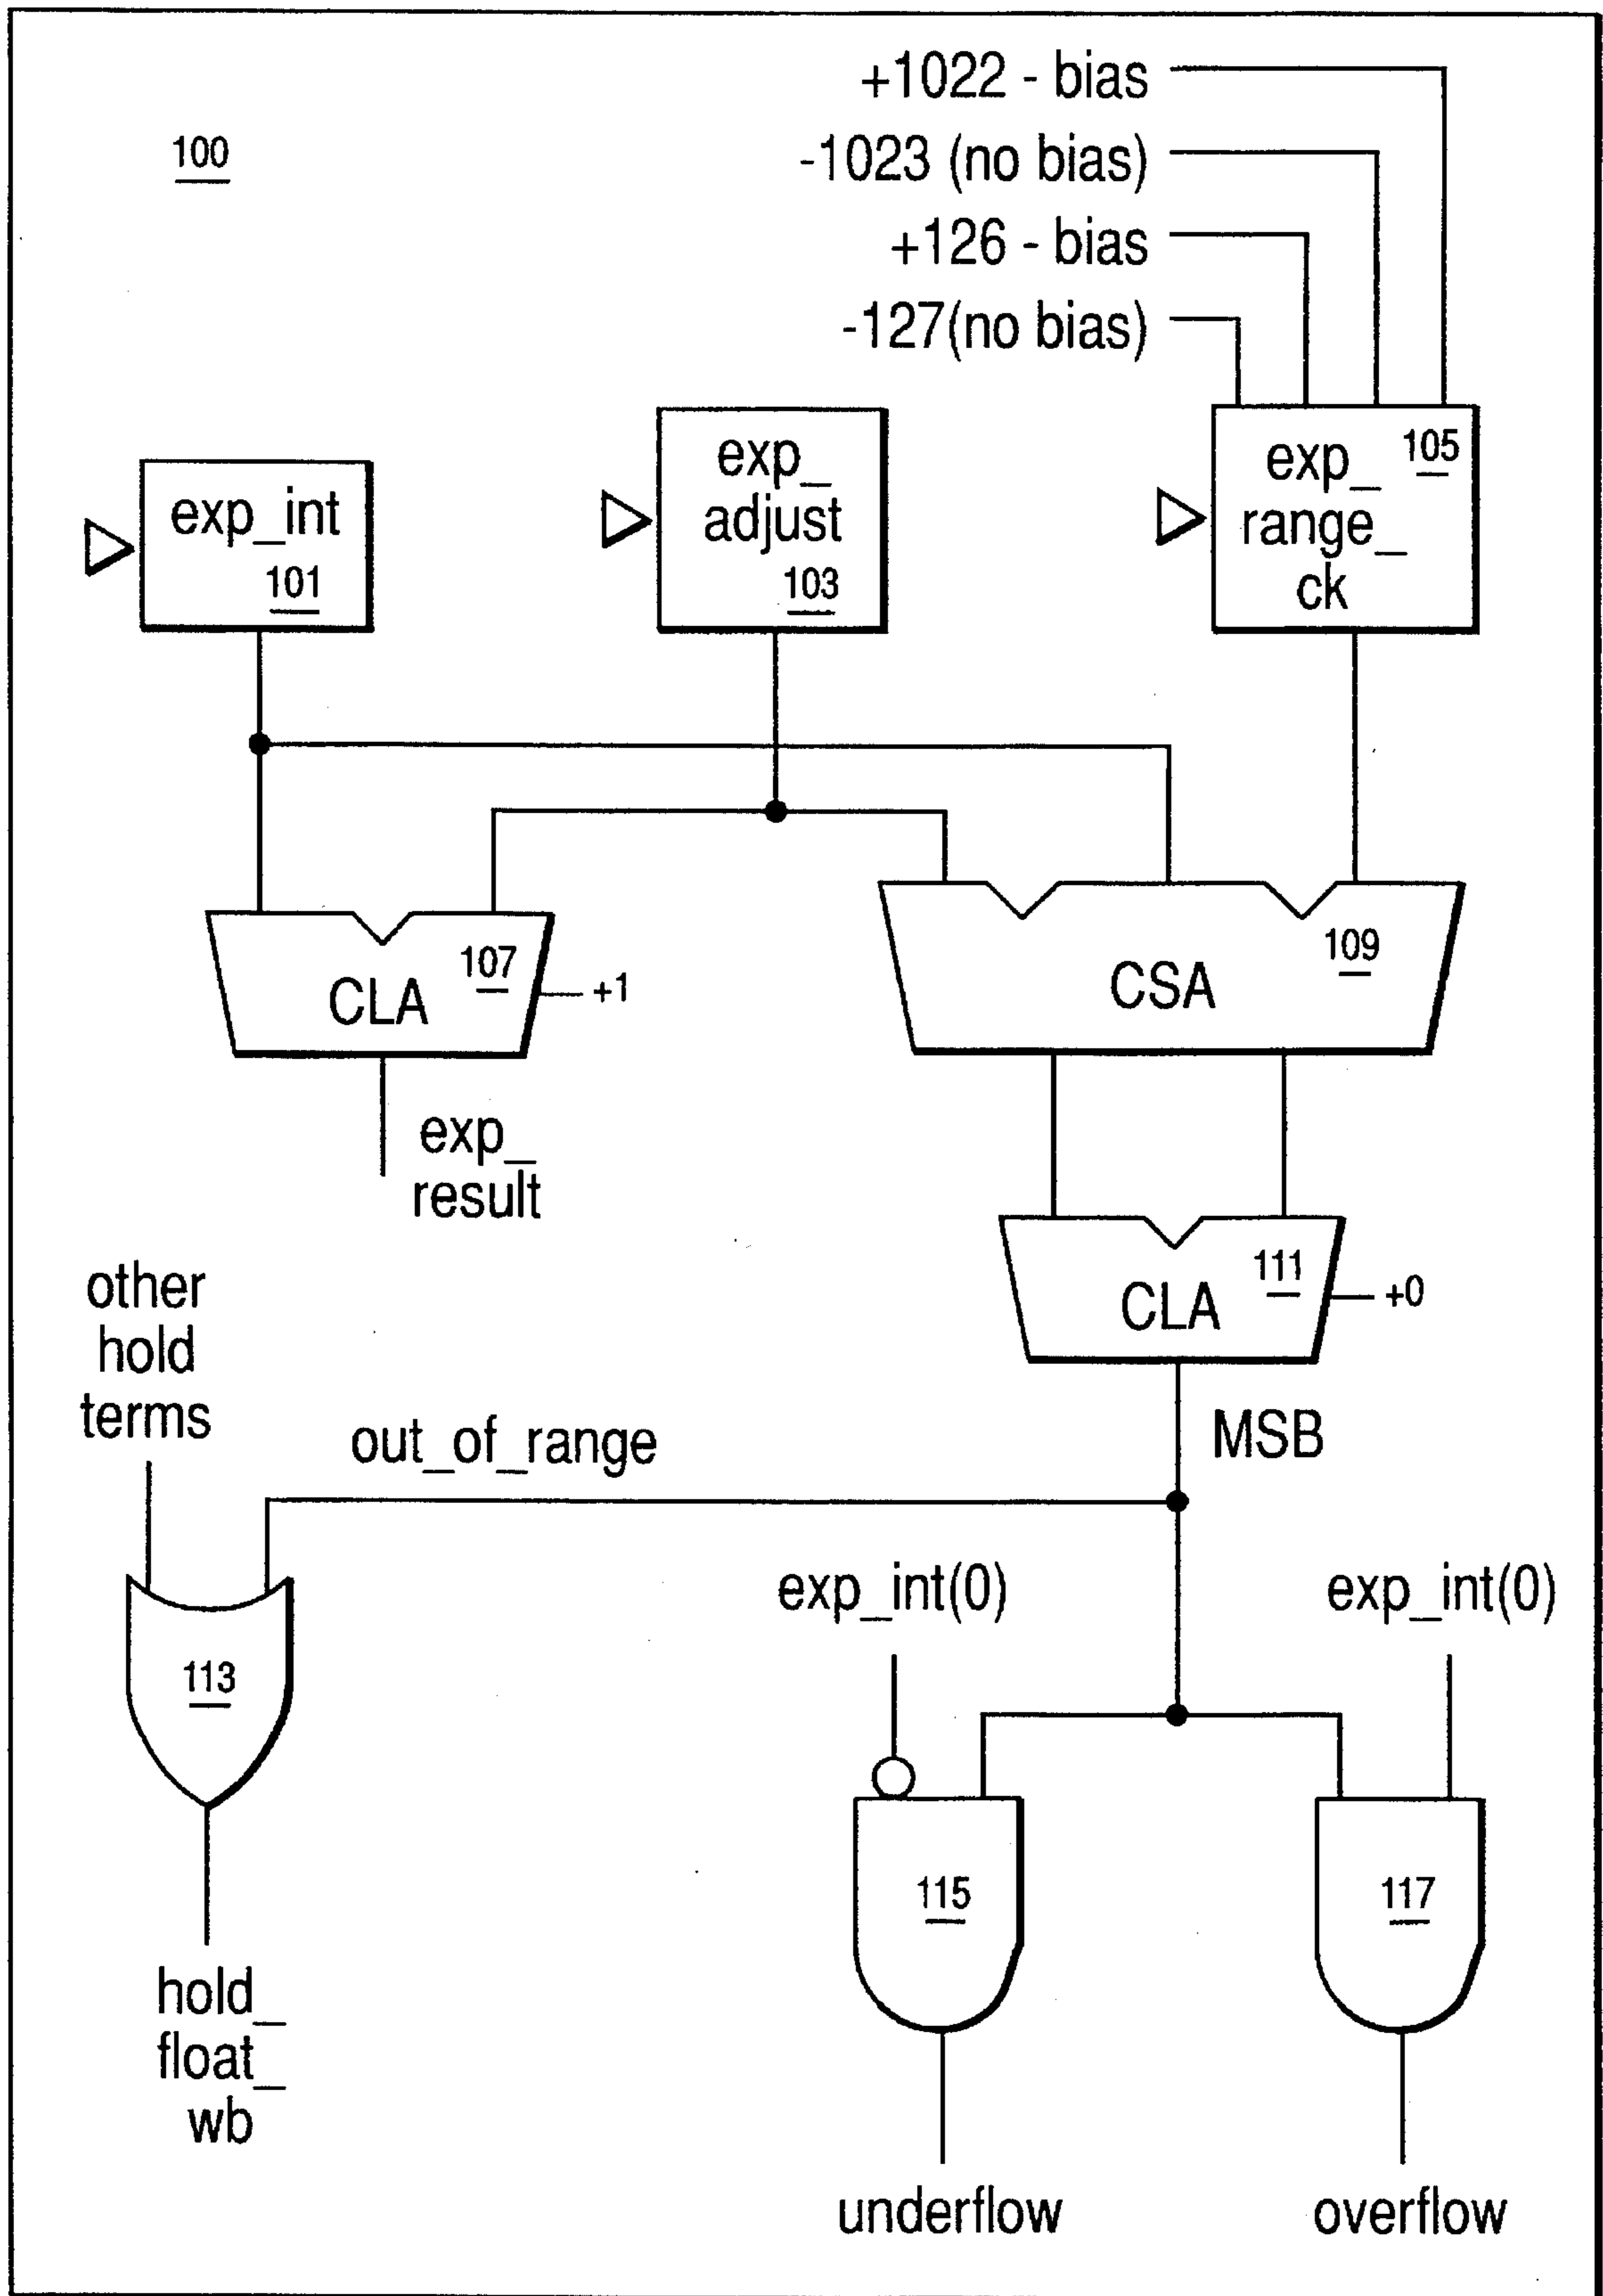 +1022 - bias
100
-1023 (no bias)
+126 - bias
-127(no bias)
exp_int
101
exp_
adjust
103
exp_
105
range_
ck
CLA
107
+1
CSA
109
exp_
result
CLA
111
+0
other
hold
terms
out_of_range
MSB
exp_int(0)
exp_int(0)
113
115
117
hold_
float_
wb
underflow
overflow